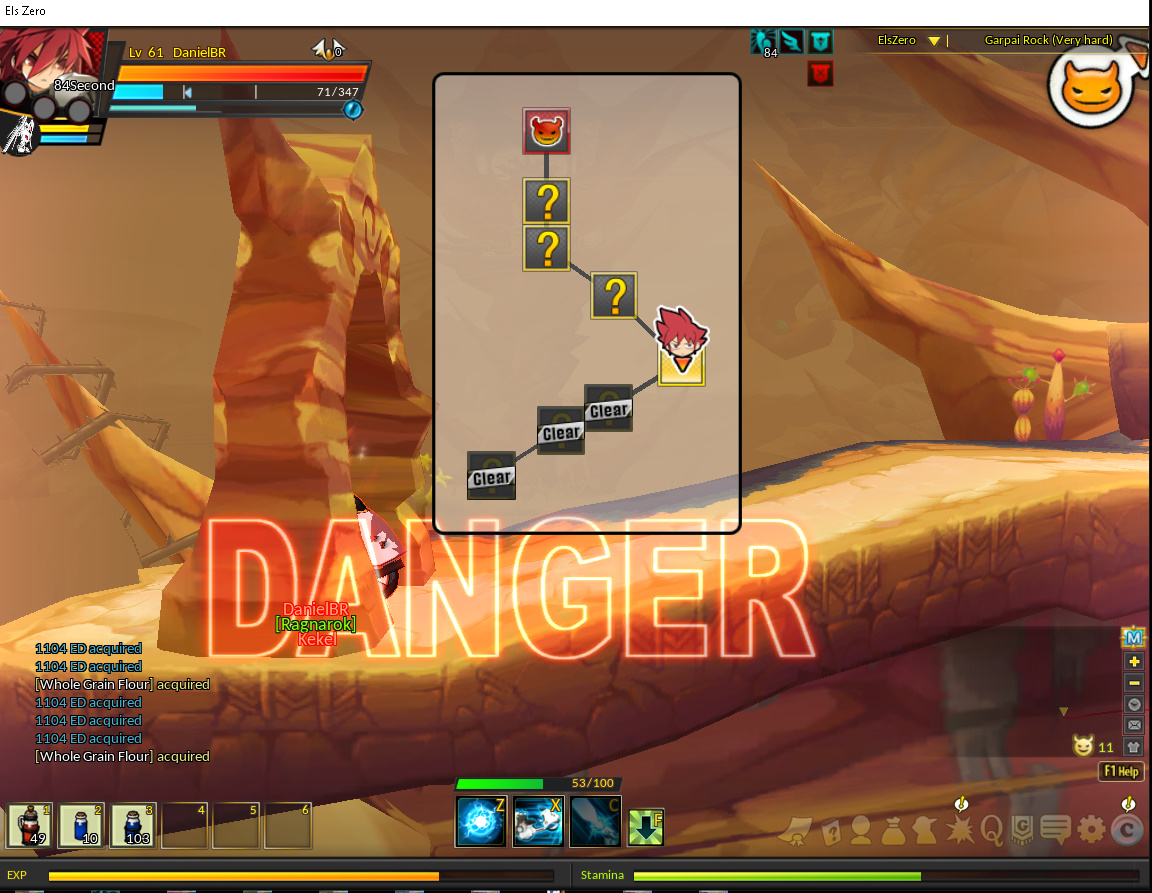 Els Zero
Lv 61 DanielBR
0
84Second
71/347
84
ElsZero
Garpai Rock (Very hard)
?
?
?
Clear
Clear
Clear
DANGER
DanielBR
[Ragnarok]
Kekel
1104 ED acquired
1104 ED acquired
[Whole Grain Flour] acquired
1104 ED acquired
1104 ED acquired
1104 ED acquired
[Whole Grain Flour] acquired
M
11
F1 Help
53/100
Z X C F
1 2 3 4 5 6
49 10 103
EXP
Stamina